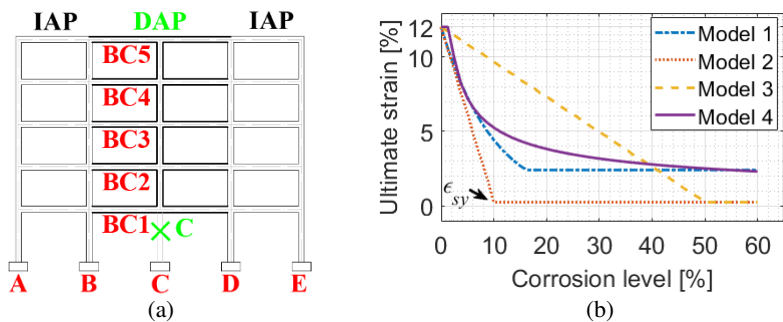 IAP DAP IAP
BC5
BC4
BC3
BC2
BC1 C
A B C D E
(a)
Ultimate strain [%]
12
10
5
0
ϵsy
Model 1
Model 2
Model 3
Model 4
0 10 20 30 40 50 60
Corrosion level [%]
(b)